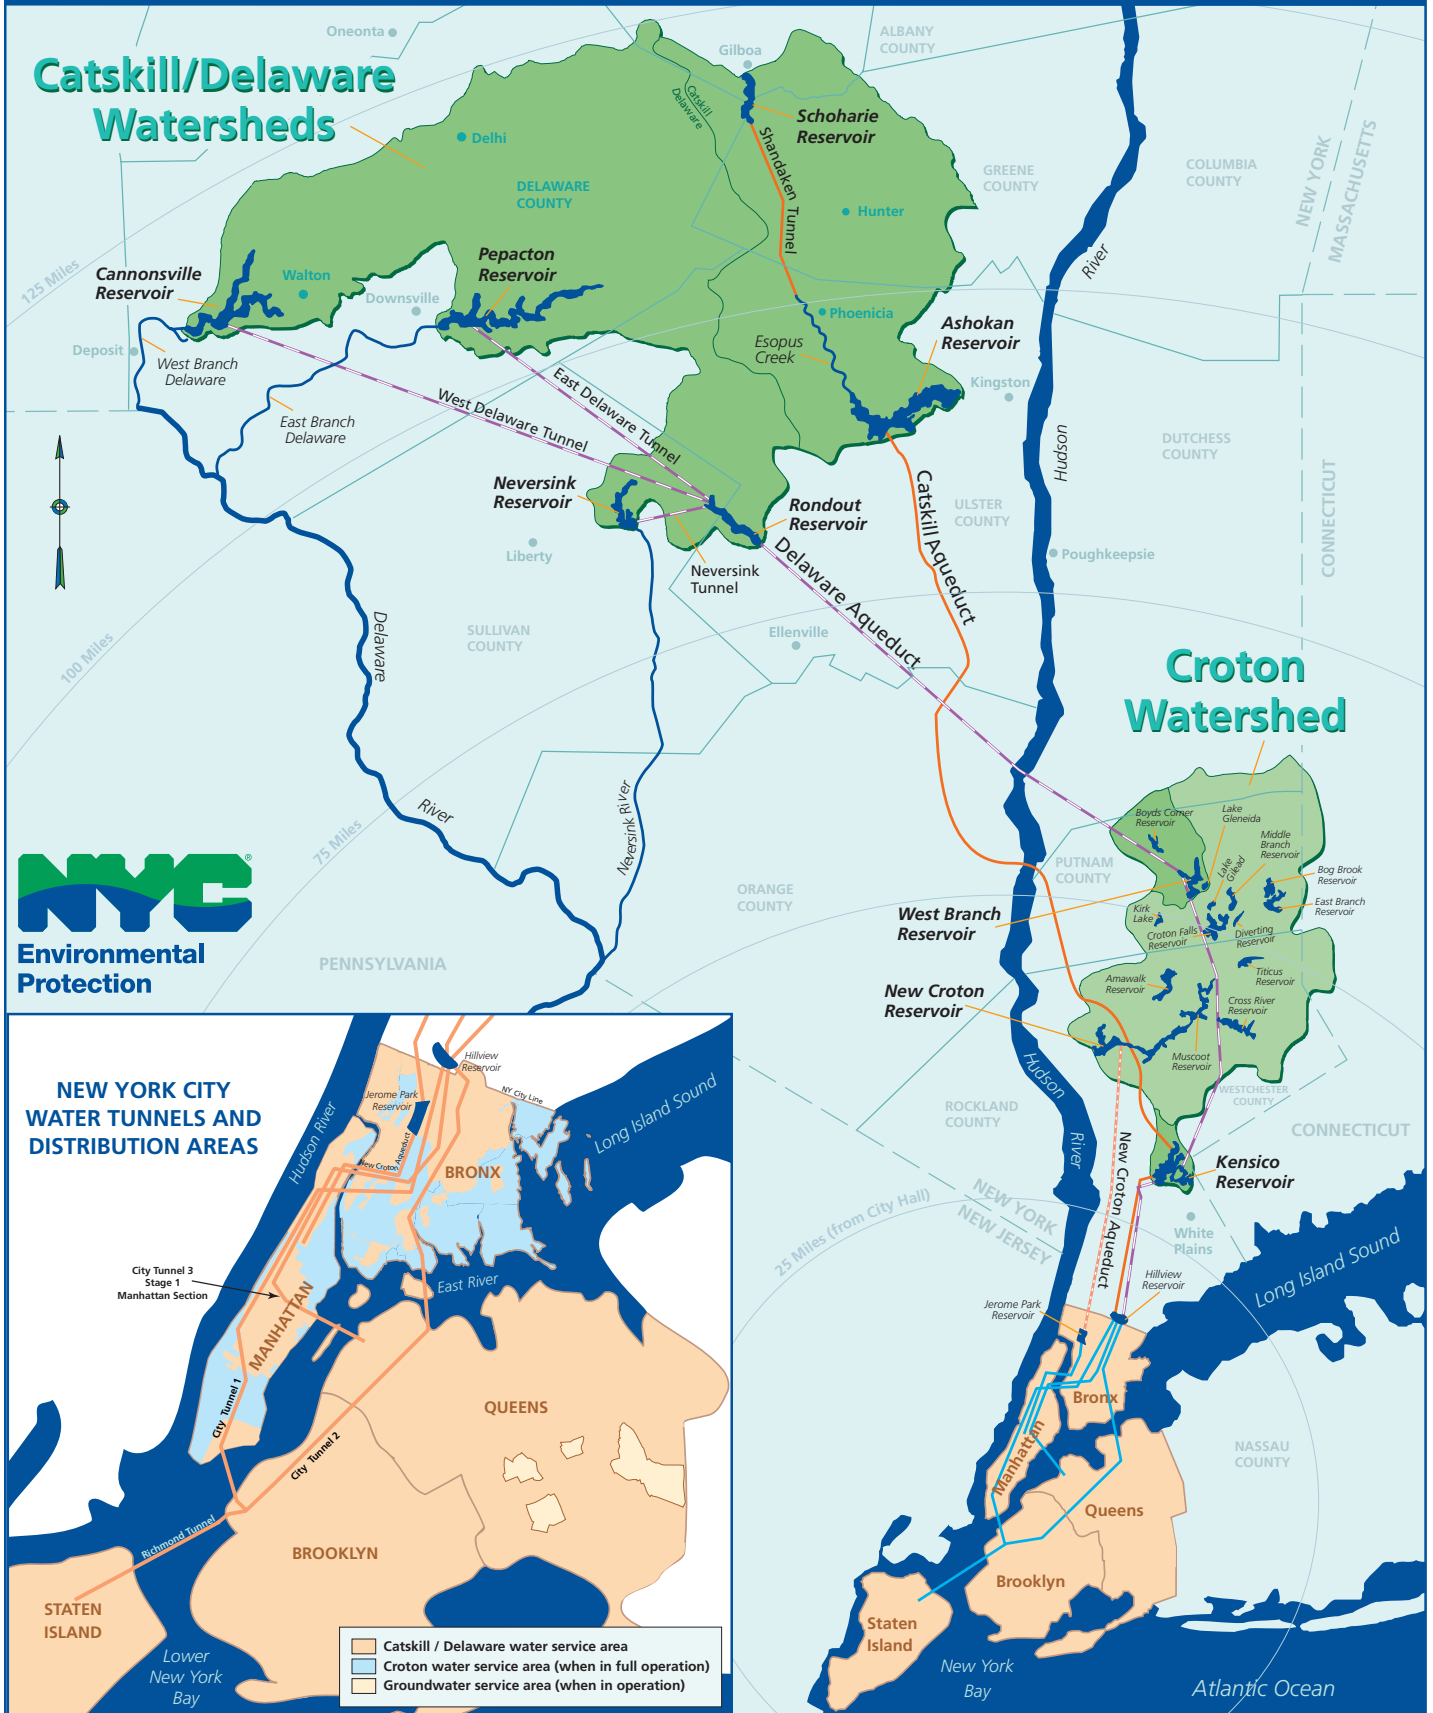 Oneonta
Gilboa
ALBANY
COUNTY
Catskill/Delaware
Watersheds
Catskill
Delaware
Schoharie
Reservoir
Delhi
Shandaken Tunnel
DELAWARE
COUNTY
GREENE
COUNTY
COLUMBIA
COUNTY
NEW YORK
MASSACHUSETTS
Hunter
River
125 Miles
Cannonsville
Reservoir
Walton
Pepacton
Reservoir
Downsville
Phoenicia
Ashokan
Reservoir
Esopus
Creek
Deposit
West Branch
Delaware
East Branch
Delaware
West Delaware Tunnel
East Delaware Tunnel
Kingston
Hudson
DUTCHESS
COUNTY
CONNECTICUT
Neversink
Reservoir
Rondout
Reservoir
Catskill Aqueduct
ULSTER
COUNTY
Liberty
Neversink
Tunnel
Delaware Aqueduct
Poughkeepsie
100 Miles
Delaware
SULLIVAN
COUNTY
Ellenville
Croton
Watershed
River
Neversink River
75 Miles
Boyds Corner
Reservoir
Lake
Gleneida
Middle
Branch
Reservoir
Lake
Gilead
Bog Brook
Reservoir
East Branch
Reservoir
PUTNAM
COUNTY
ORANGE
COUNTY
West Branch
Reservoir
Kirk
Lake
Croton Falls
Reservoir
Diverting
Reservoir
NYC
®
Environmental
Protection
PENNSYLVANIA
New Croton
Reservoir
Amawalk
Reservoir
Titicus
Reservoir
Cross River
Reservoir
Muscoot
Reservoir
Hudson
River
ROCKLAND
COUNTY
WESTCHESTER
COUNTY
CONNECTICUT
New Croton Aqueduct
Kensico
Reservoir
NEW YORK
NEW JERSEY
25 Miles (from City Hall)
White
Plains
Long Island Sound
Hillview
Reservoir
Jerome Park
Reservoir
Bronx
Manhattan
NASSAU
COUNTY
Queens
Brooklyn
Staten
Island
New York
Bay
Atlantic Ocean
NEW YORK CITY
WATER TUNNELS AND
DISTRIBUTION AREAS
Hudson River
Hillview
Reservoir
Jerome Park
Reservoir
NY City Line
Long Island Sound
New Croton
Aqueduct
BRONX
City Tunnel 3
Stage 1
Manhattan Section
East River
MANHATTAN
City Tunnel 1
QUEENS
City Tunnel 2
Richmond Tunnel
BROOKLYN
STATEN
ISLAND
Lower
New York
Bay
Catskill / Delaware water service area
Croton water service area (when in full operation)
Groundwater service area (when in operation)